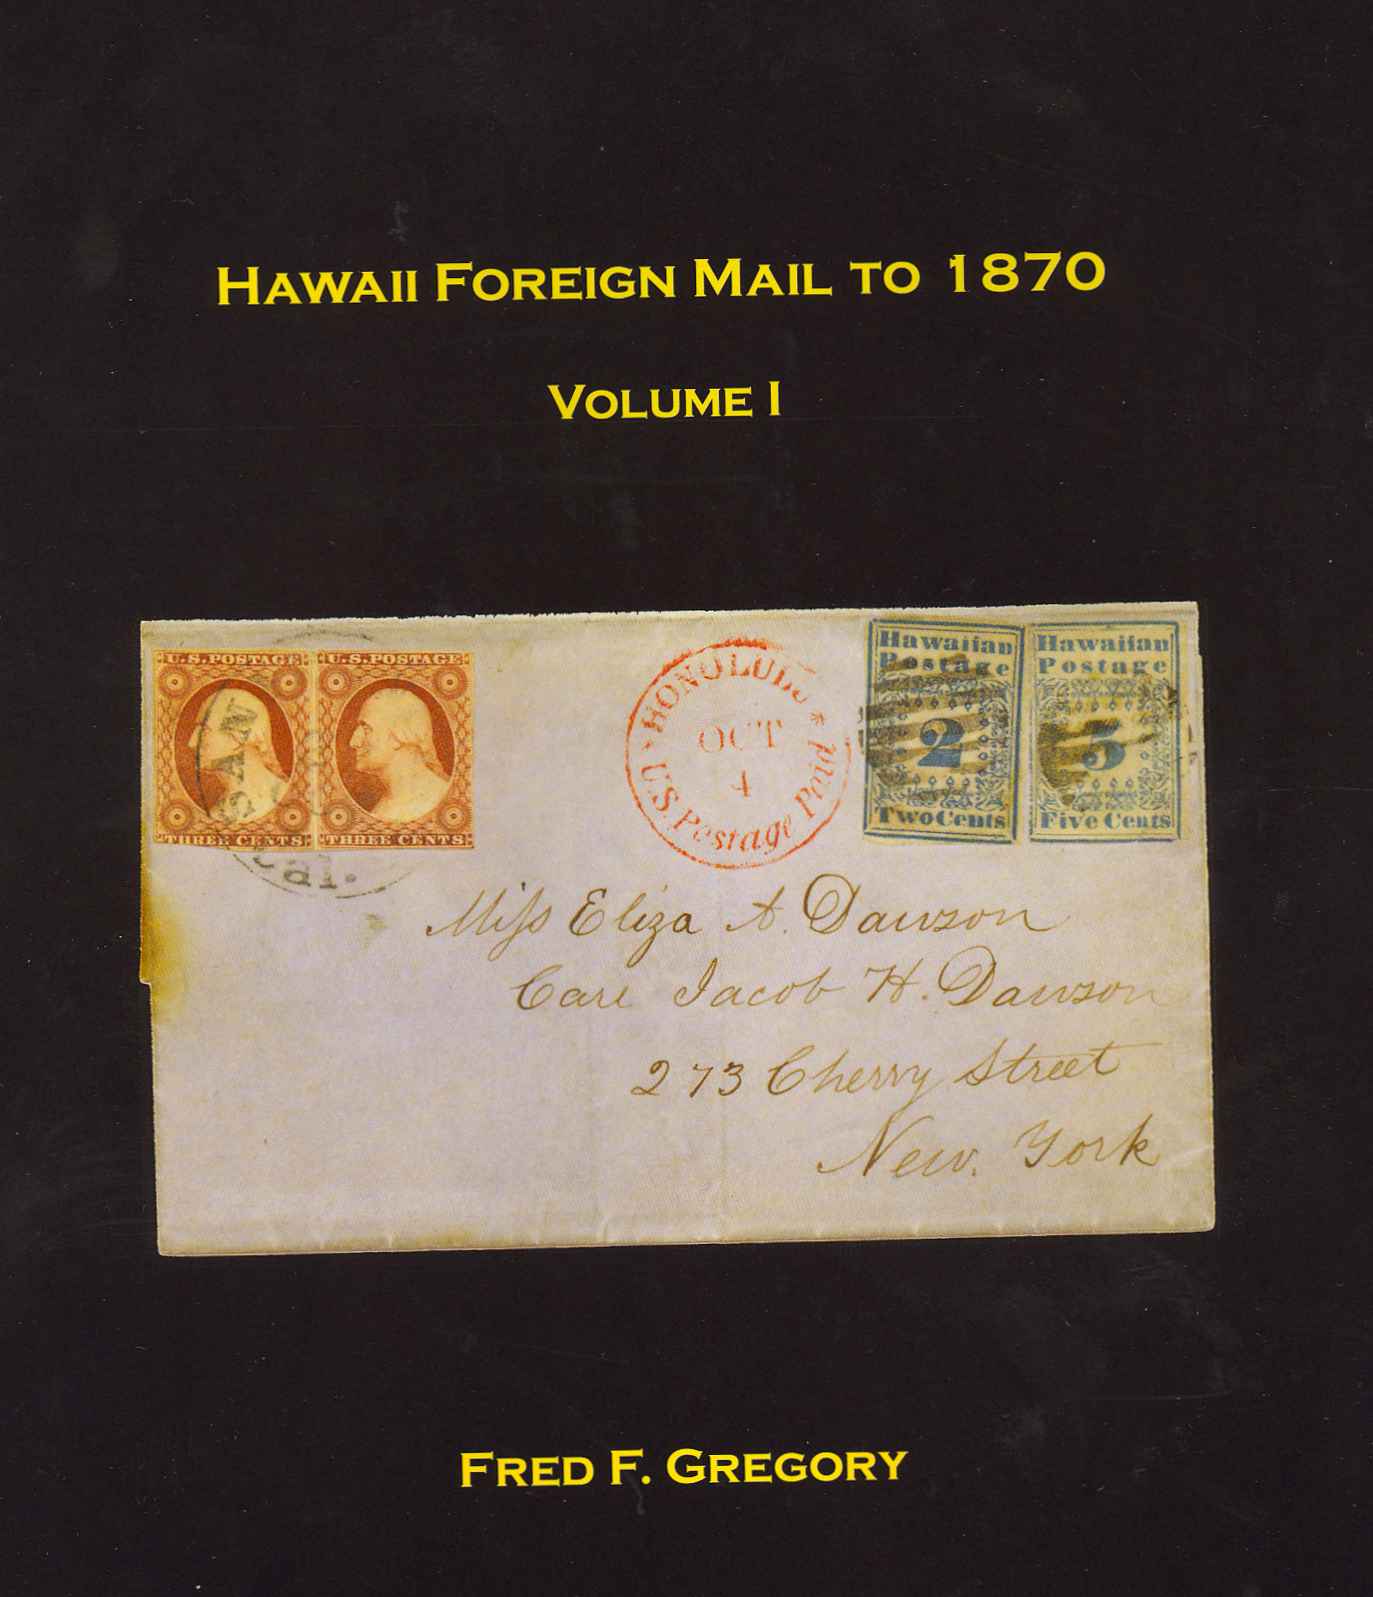 HAWAII FOREIGN MAIL TO 1870
VOLUME I
U.S. POSTAGE
THREE CENTS
U.S. POSTAGE
THREE CENTS
SAN
Cal.
HONOLULU * U.S. Postage Paid
OCT
4
Hawaiian
Postage
2
Two Cents
Hawaiian
Postage
5
Five Cents
Miss Eliza A. Dawson
Care Jacob H. Dawson
273 Cherry Street
New. York
FRED F. GREGORY